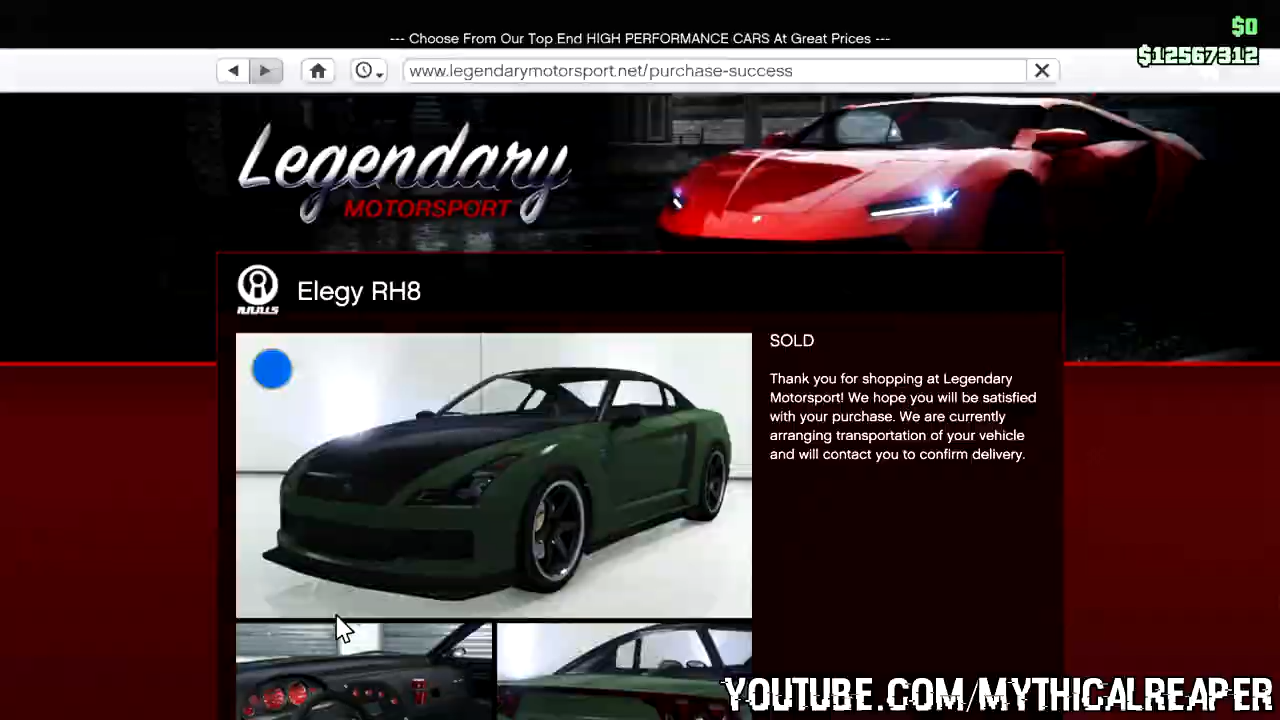 $0
--- Choose From Our Top End HIGH PERFORMANCE CARS At Great Prices ---
$12567312
www.legendarymotorsport.net/purchase-success
Legendary
MOTORSPORT
Elegy RH8
SOLD
Thank you for shopping at Legendary
Motorsport! We hope you will be satisfied
with your purchase. We are currently
arranging transportation of your vehicle
and will contact you to confirm delivery.
YOUTUBE.COM/MYTHICALREAPER